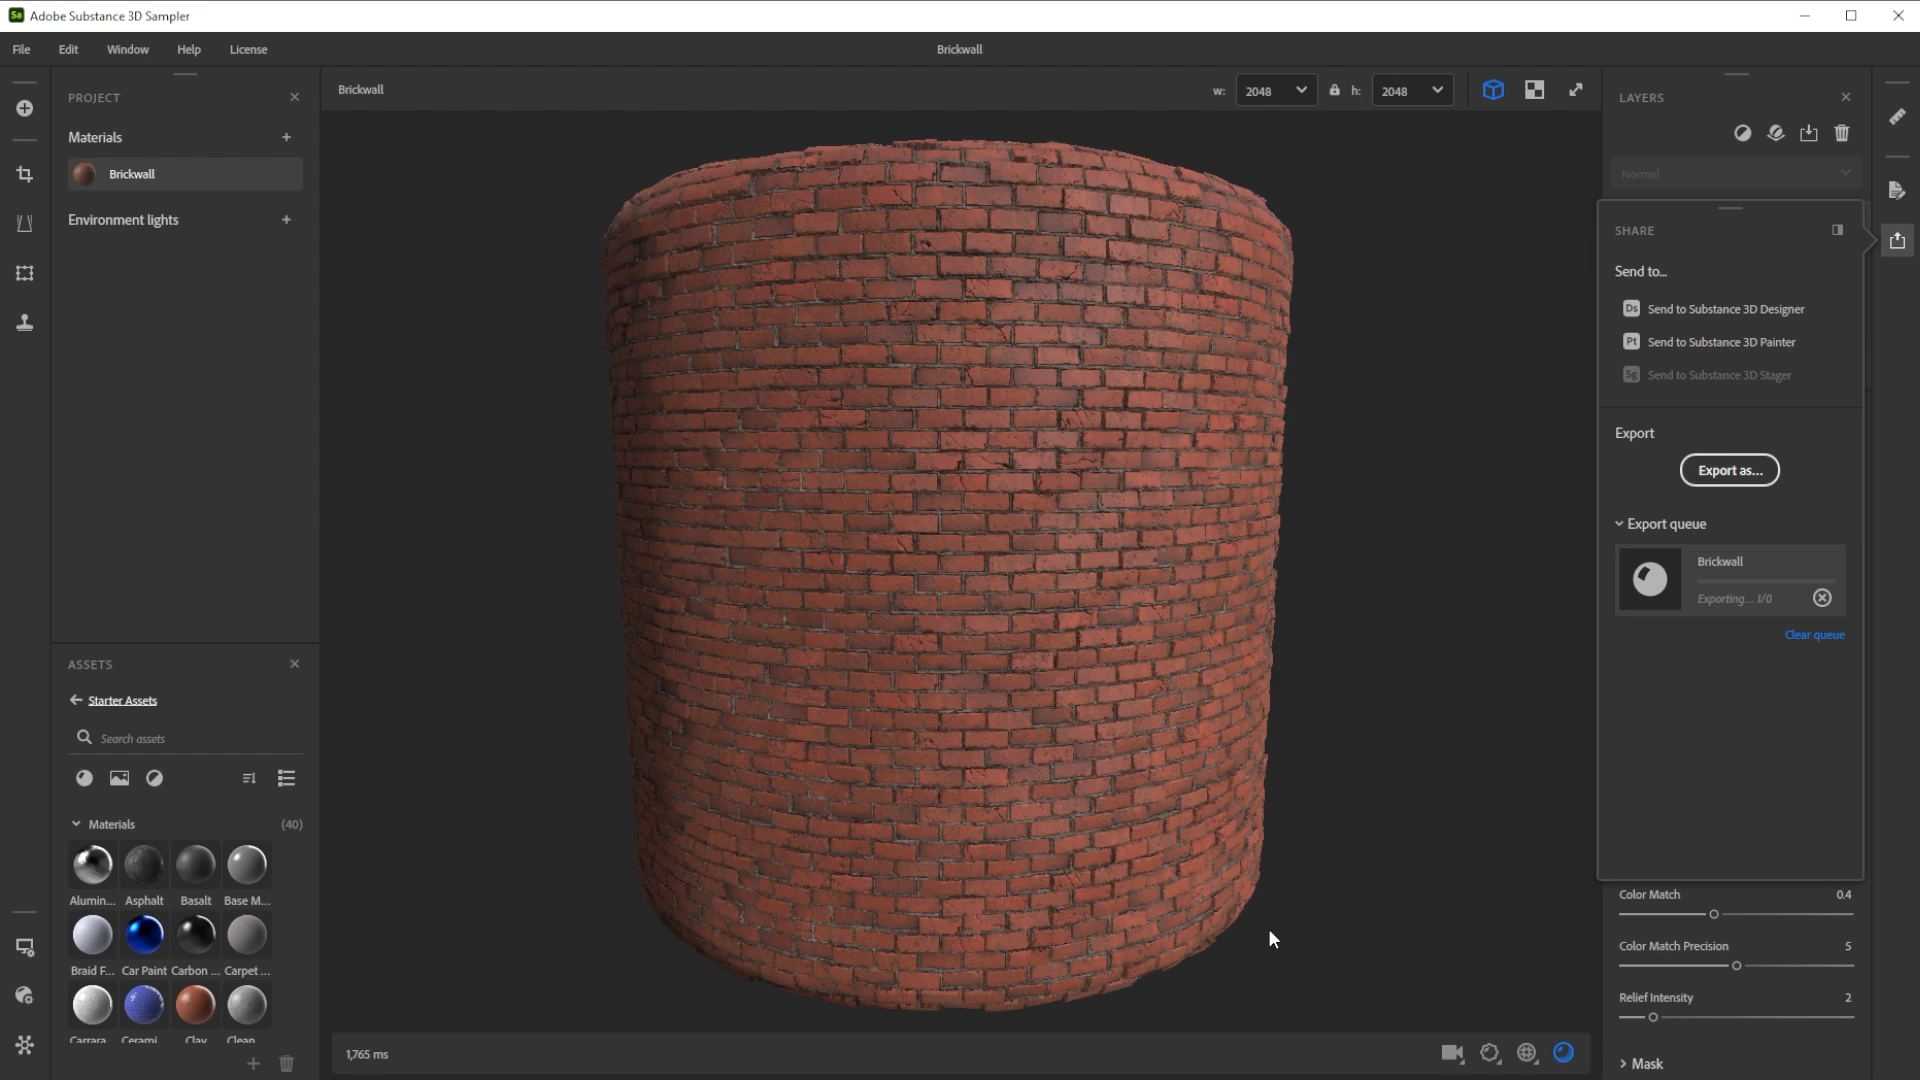 Sa Adobe Substance 3D Sampler
File Edit Window Help License Brickwall
PROJECT
Materials
Brickwall
Environment lights
ASSETS
Starter Assets
Search assets
Materials (40)
Alumin... Asphalt Basalt Base M...
Braid F... Car Paint Carbon ... Carpet ...
Carrara Cerami Clay Clean
Brickwall w: 2048 h: 2048
1,765 ms
LAYERS
Normal
SHARE
Send to...
Ds Send to Substance 3D Designer
Pt Send to Substance 3D Painter
Sg Send to Substance 3D Stager
Export
Export as...
Export queue
Brickwall
Exporting... 1/0
Clear queue
Color Match 0.4
Color Match Precision 5
Relief Intensity 2
Mask